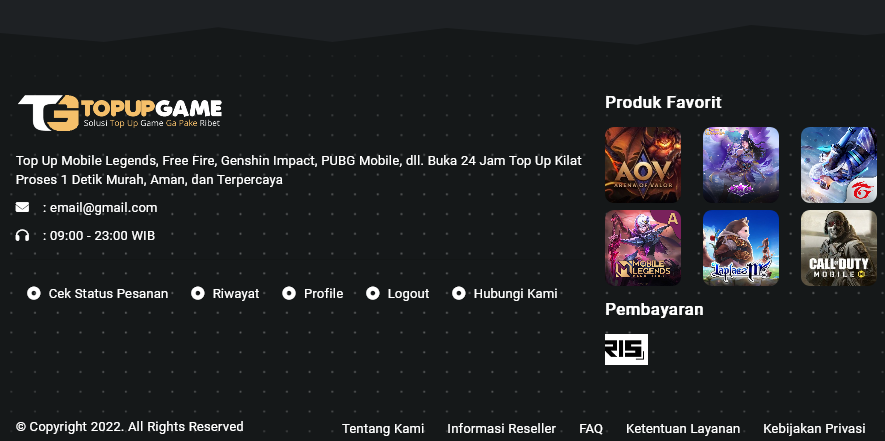 TG TOPUPGAME
Solusi Top Up Game Ga Pake Ribet
Top Up Mobile Legends, Free Fire, Genshin Impact, PUBG Mobile, dll. Buka 24 Jam Top Up Kilat
Proses 1 Detik Murah, Aman, dan Terpercaya
: email@gmail.com
: 09:00 - 23:00 WIB
Cek Status Pesanan Riwayat Profile Logout Hubungi Kami
Produk Favorit
AOV
ARENA OF VALOR
A
MOBILE
LEGENDS
Laplace M
CALL OF DUTY
MOBILE
Pembayaran
RIS
© Copyright 2022. All Rights Reserved
Tentang Kami Informasi Reseller FAQ Ketentuan Layanan Kebijakan Privasi